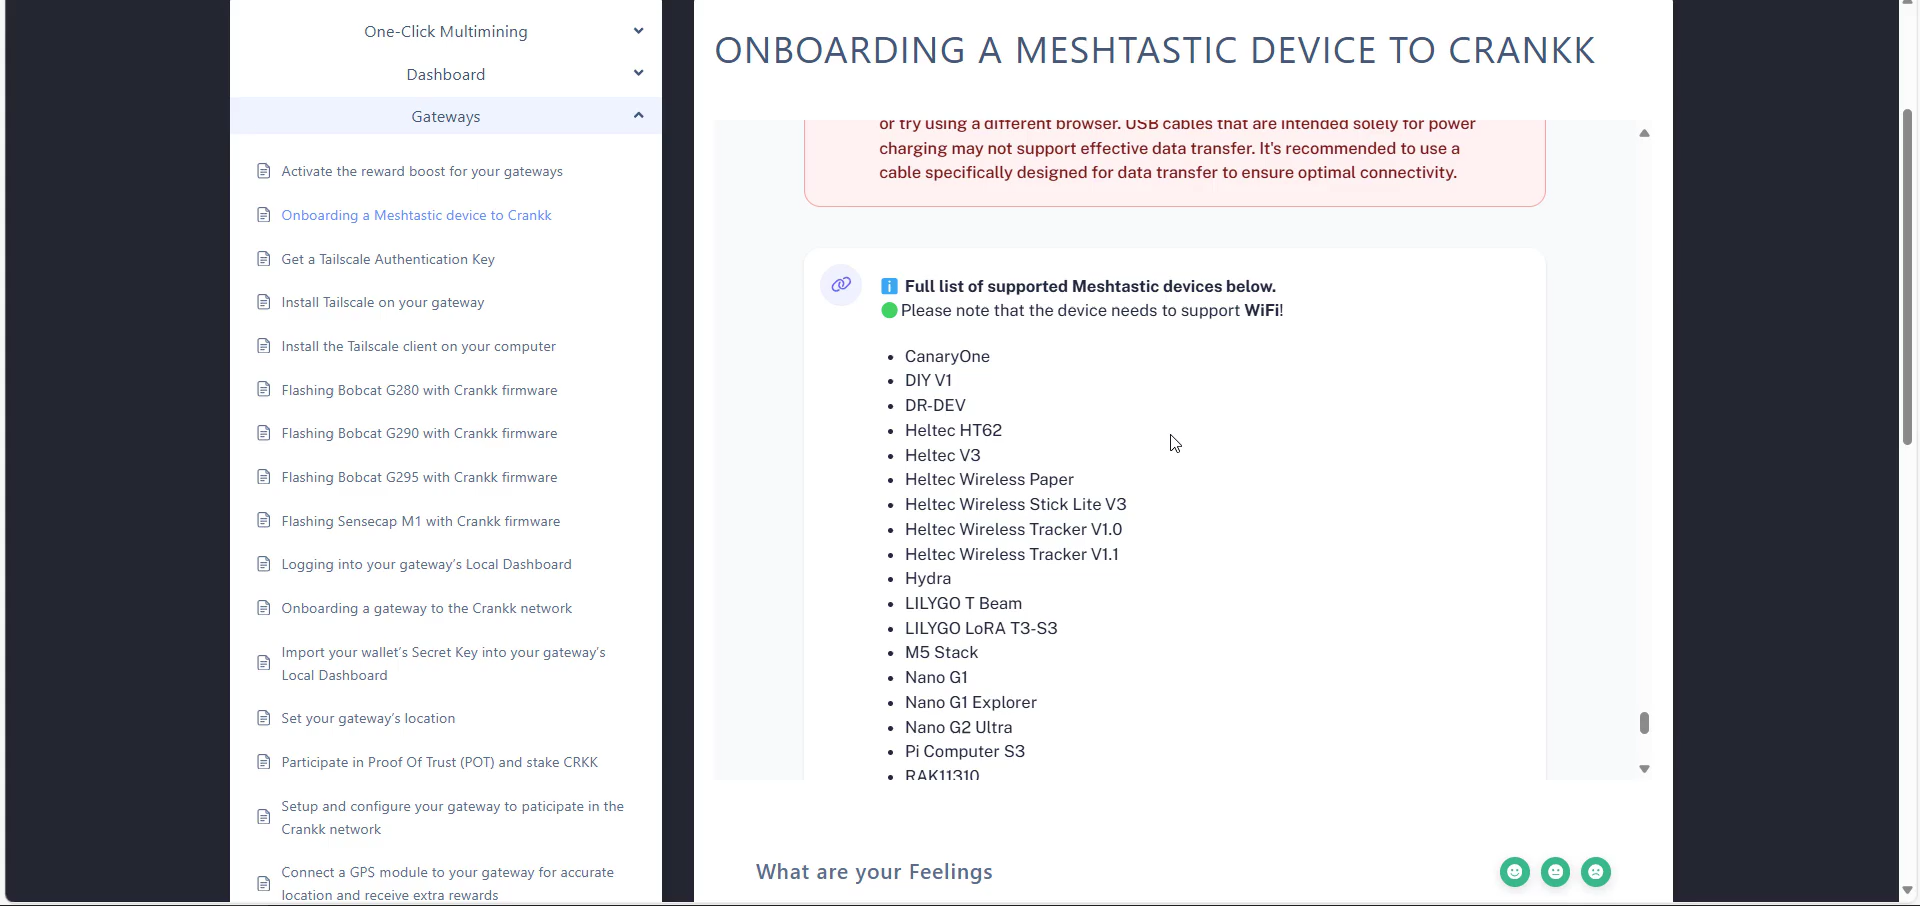 One-Click Multimining
Dashboard
Gateways
Activate the reward boost for your gateways
Onboarding a Meshtastic device to Crankk
Get a Tailscale Authentication Key
Install Tailscale on your gateway
Install the Tailscale client on your computer
Flashing Bobcat G280 with Crankk firmware
Flashing Bobcat G290 with Crankk firmware
Flashing Bobcat G295 with Crankk firmware
Flashing Sensecap M1 with Crankk firmware
Logging into your gateway’s Local Dashboard
Onboarding a gateway to the Crankk network
Import your wallet’s Secret Key into your gateway’s
Local Dashboard
Set your gateway’s location
Participate in Proof Of Trust (POT) and stake CRKK
Setup and configure your gateway to paticipate in the
Crankk network
Connect a GPS module to your gateway for accurate
location and receive extra rewards
ONBOARDING A MESHTASTIC DEVICE TO CRANKK
or try using a different browser. USB cables that are intended solely for power
charging may not support effective data transfer. It's recommended to use a
cable specifically designed for data transfer to ensure optimal connectivity.
Full list of supported Meshtastic devices below.
Please note that the device needs to support WiFi!
CanaryOne
DIY V1
DR-DEV
Heltec HT62
Heltec V3
Heltec Wireless Paper
Heltec Wireless Stick Lite V3
Heltec Wireless Tracker V1.0
Heltec Wireless Tracker V1.1
Hydra
LILYGO T Beam
LILYGO LoRA T3-S3
M5 Stack
Nano G1
Nano G1 Explorer
Nano G2 Ultra
Pi Computer S3
RAK11310
What are your Feelings